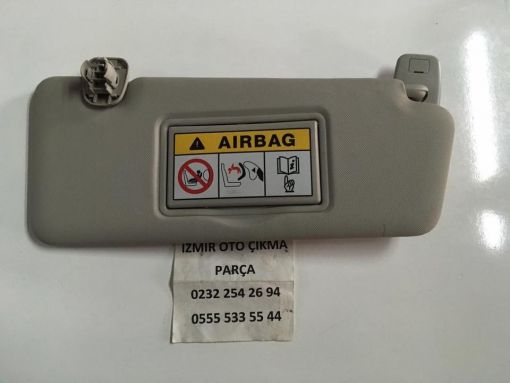 AIRBAG
IZMIR OTO ÇIKMA
PARÇA
0232 254 26 94
0555 533 55 44